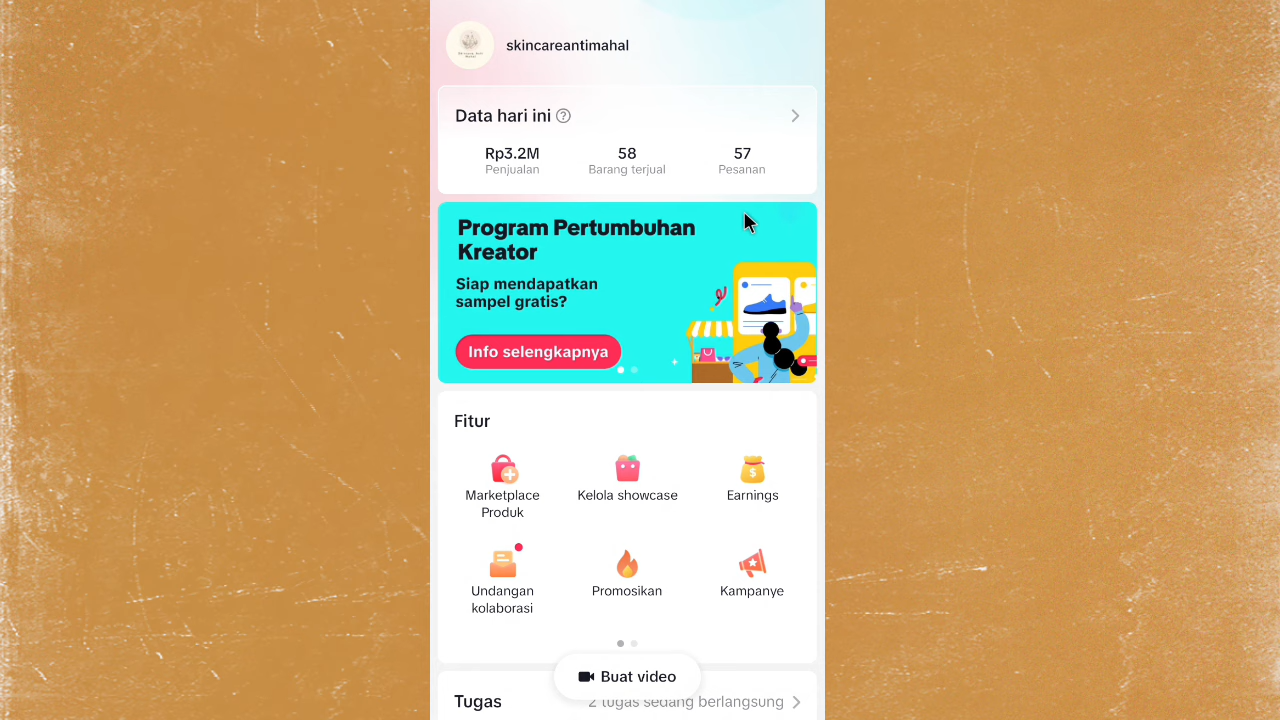 skincareantimahal
Data hari ini
Rp3.2M
58
57
Penjualan
Barang terjual
Pesanan
Program Pertumbuhan
Kreator
Siap mendapatkan
sampel gratis?
Info selengkapnya
Fitur
Marketplace
Produk
Kelola showcase
Earnings
Undangan
kolaborasi
Promosikan
Kampanye
Buat video
Tugas
2 tugas sedang berlangsung